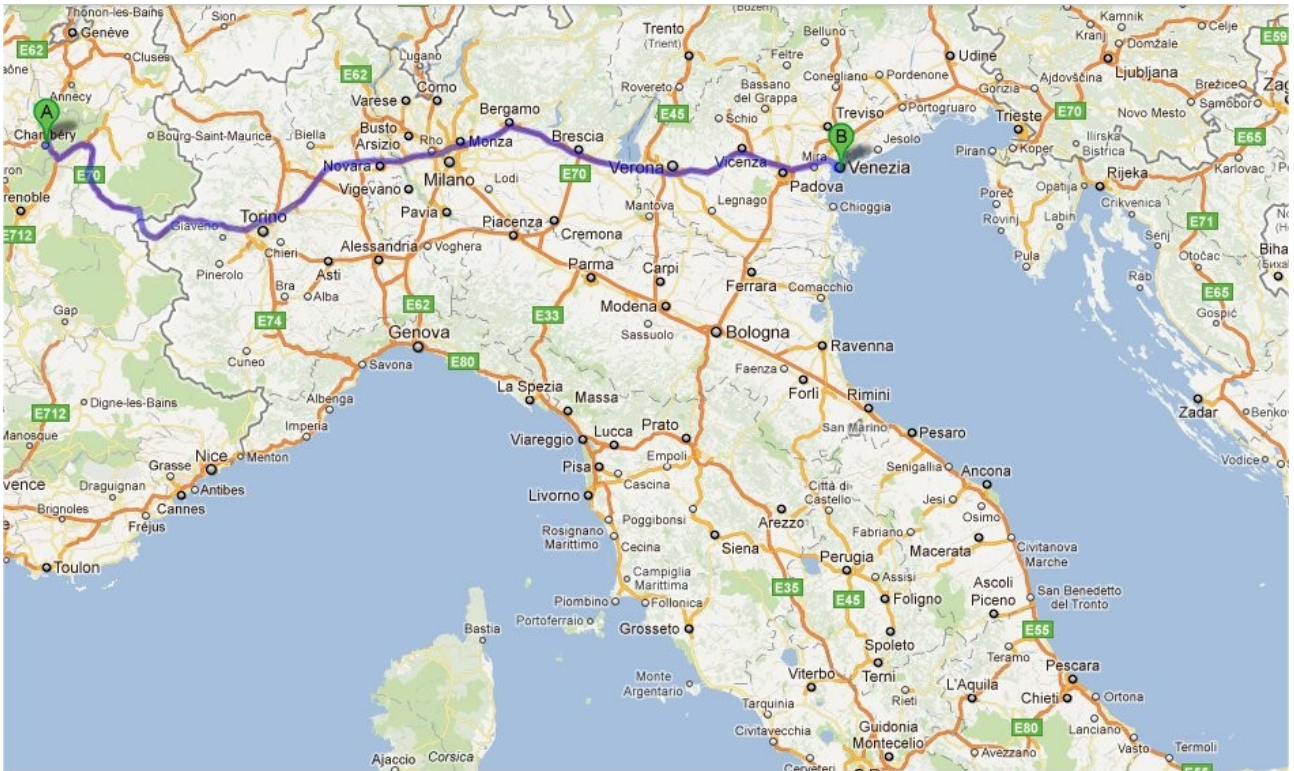 Thonon-les-Bains
Genève
Sion
E62
Cluses
Annecy
A
Chambéry
E70
Bourg-Saint-Maurice
E712
Gap
Digne-les-Bains
E712
Manosque
Grasse
Nice
Menton
Draguignan
Antibes
Cannes
Brignoles
Fréjus
Toulon
Lugano
E62
Varese
Como
Biella
Busto
Arsizio
Rho
Monza
Bergamo
Novara
Milano
Vigevano
Lodi
Pavia
Torino
Giaveno
Chieri
Pinerolo
Asti
Alessandria
Voghera
Piacenza
Cremona
Bra
Alba
E74
E62
Cuneo
Genova
Savona
E80
Albenga
Imperia
Trento
(Trient)
Belluno
Feltre
Rovereto
Bassano
del Grappa
Conegliano
Pordenone
Udine
E45
Schio
Treviso
Portogruaro
Brescia
E70
Verona
Vicenza
B
Mira
Jesolo
Venezia
Padova
Chioggia
Mantova
Legnago
Parma
Carpi
Ferrara
Comacchio
Modena
E33
Sassuolo
Bologna
Ravenna
Faenza
Forlì
Rimini
San Marino
Pesaro
La Spezia
Massa
Viareggio
Lucca
Prato
Pisa
Empoli
Cascina
Livorno
Rosignano
Marittimo
Poggibonsi
Cecina
Siena
Arezzo
Città di
Castello
Senigallia
Ancona
Jesi
Osimo
Fabriano
Macerata
Civitanova
Marche
Perugia
Assisi
Campiglia
Marittima
Piombino
Follonica
Portoferraio
Grosseto
E35
E45
Foligno
Ascoli
Piceno
San Benedetto
del Tronto
E55
Spoleto
Terni
Teramo
Viterbo
Rieti
L'Aquila
Pescara
Chieti
Ortona
Monte
Argentario
Tarquinia
Civitavecchia
Cerveteri
Guidonia
Montecelio
E80
Avezzano
Lanciano
Vasto
Termoli
E55
Bastia
Ajaccio
Corsica
Kamnik
Kranj
Domžale
Celje
E59
Ljubljana
Ajdovščina
Gorizia
E70
Brežice
Samobor
Novo Mesto
Trieste
Koper
Piran
Ilirska
Bistrica
E65
Karlovac
Opatija
Rijeka
Poreč
Rovinj
Labin
Crikvenica
Pula
Senj
E71
Otočac
Rab
E65
Gospić
Zadar
Vodice